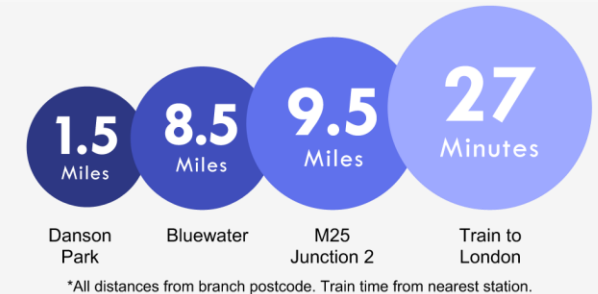 1.5
Miles
8.5
Miles
9.5
Miles
27
Minutes
Danson
Park
Bluewater
M25
Junction 2
Train to
London
*All distances from branch postcode. Train time from nearest station.